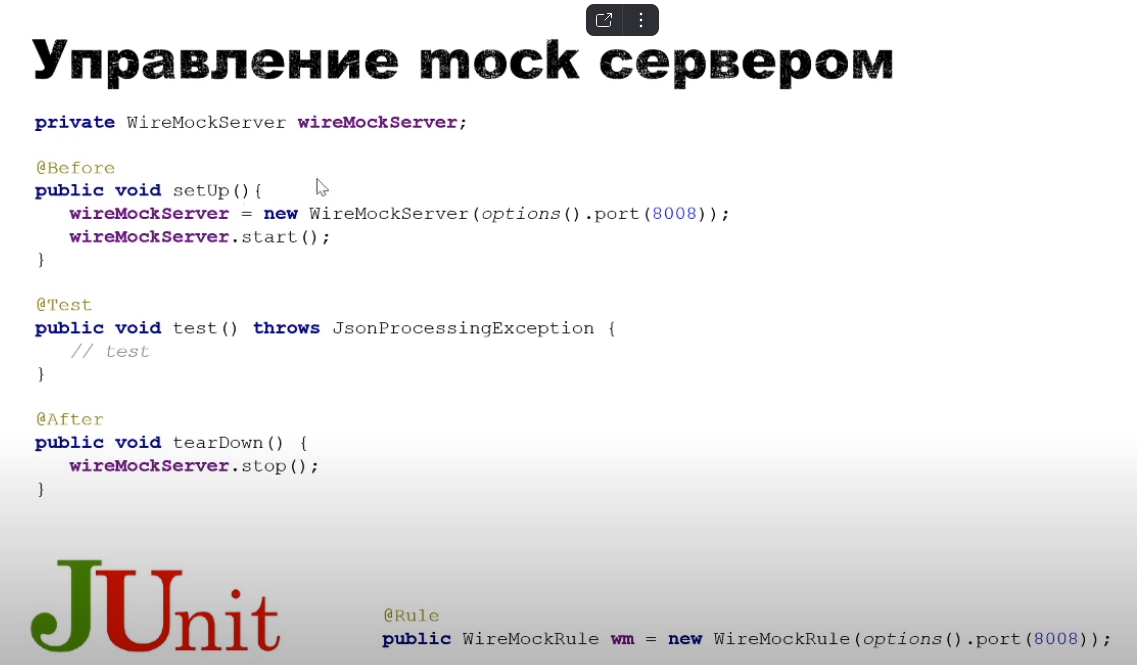 Управление mock сервером
private WireMockServer wireMockServer;
@Before
public void setUp(){
wireMockServer = new WireMockServer(options().port(8008));
wireMockServer.start();
}
@Test
public void test() throws JsonProcessingException {
// test
}
@After
public void tearDown() {
wireMockServer.stop();
}
JUnit
@Rule
public WireMockRule wm = new WireMockRule(options().port(8008));